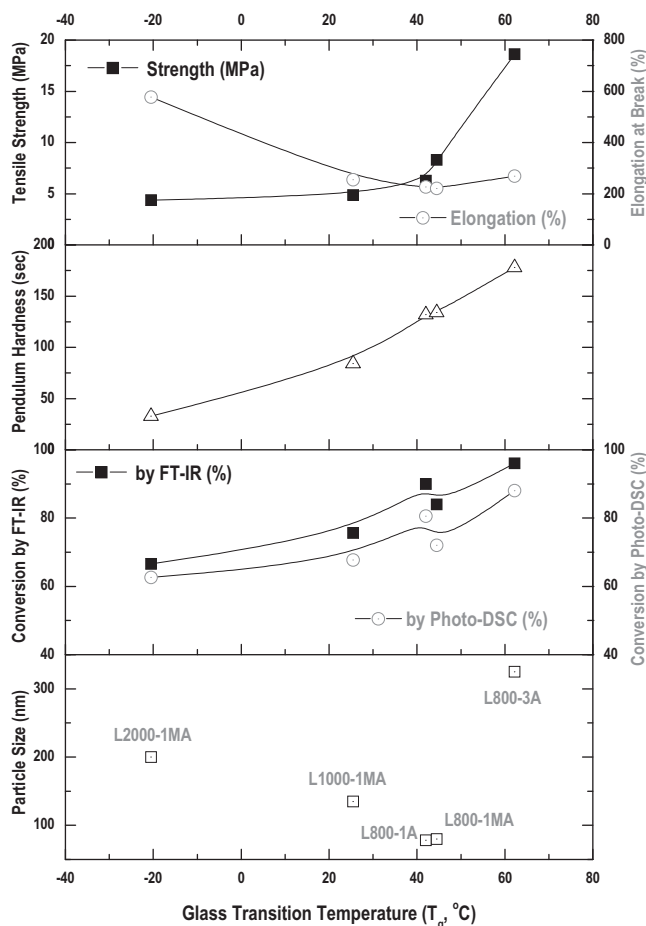 -40 -20 0 20 40 60 80
20 800
Strength (MPa)
15 600
10 400
5 200
Elongation (%)
0
Tensile Strength (MPa)
Elongation at Break (%)
200
150
100
50
Pendulum Hardness (sec)
100 100
by FT-IR (%)
80 80
60 60
by Photo-DSC (%)
40 40
Conversion by FT-IR (%)
Conversion by Photo-DSC (%)
300
L800-3A
L2000-1MA
200
L1000-1MA
L800-1A L800-1MA
100
Particle Size (nm)
-40 -20 0 20 40 60 80
Glass Transition Temperature (Tg, °C)